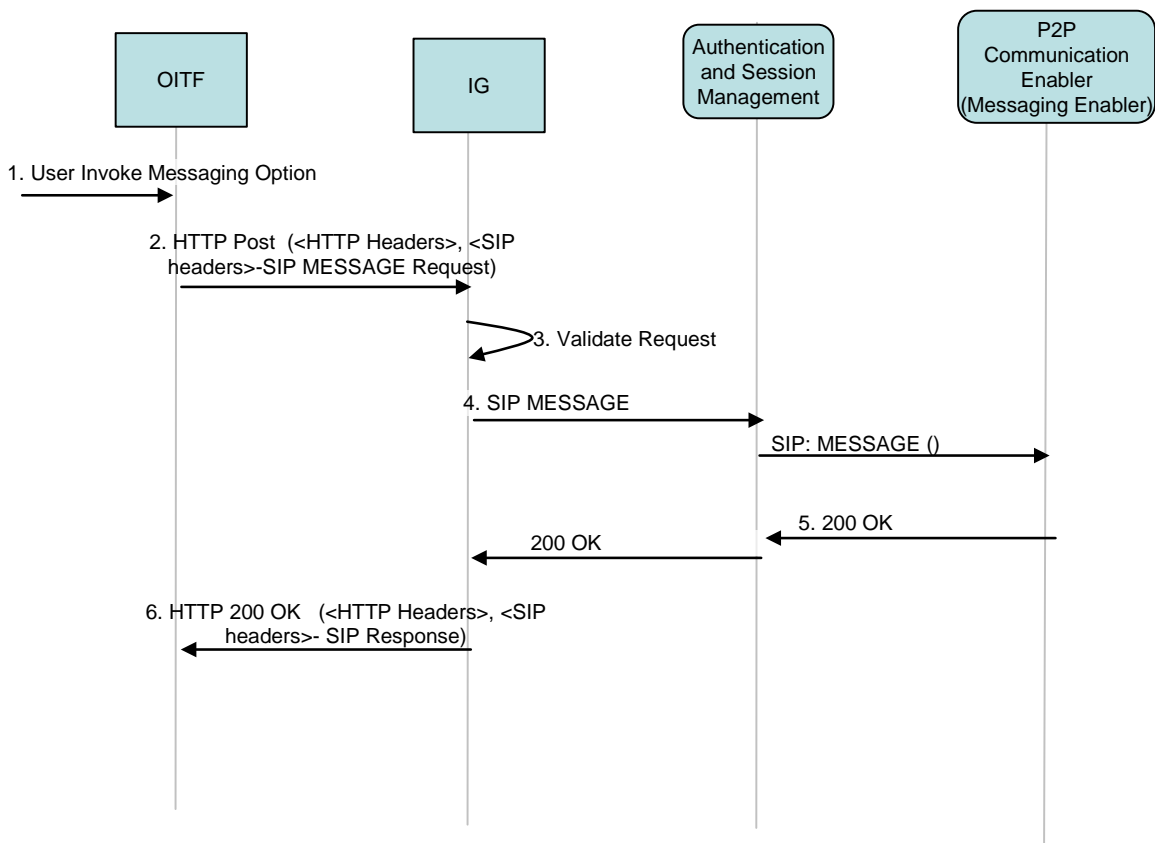 OITF
IG
Authentication
and Session
Management
P2P
Communication
Enabler
(Messaging Enabler)
1. User Invoke Messaging Option
2. HTTP Post  (<HTTP Headers>, <SIP
headers>-SIP MESSAGE Request)
3. Validate Request
4. SIP MESSAGE
SIP: MESSAGE ()
5. 200 OK
200 OK
6. HTTP 200 OK   (<HTTP Headers>, <SIP
headers>- SIP Response)